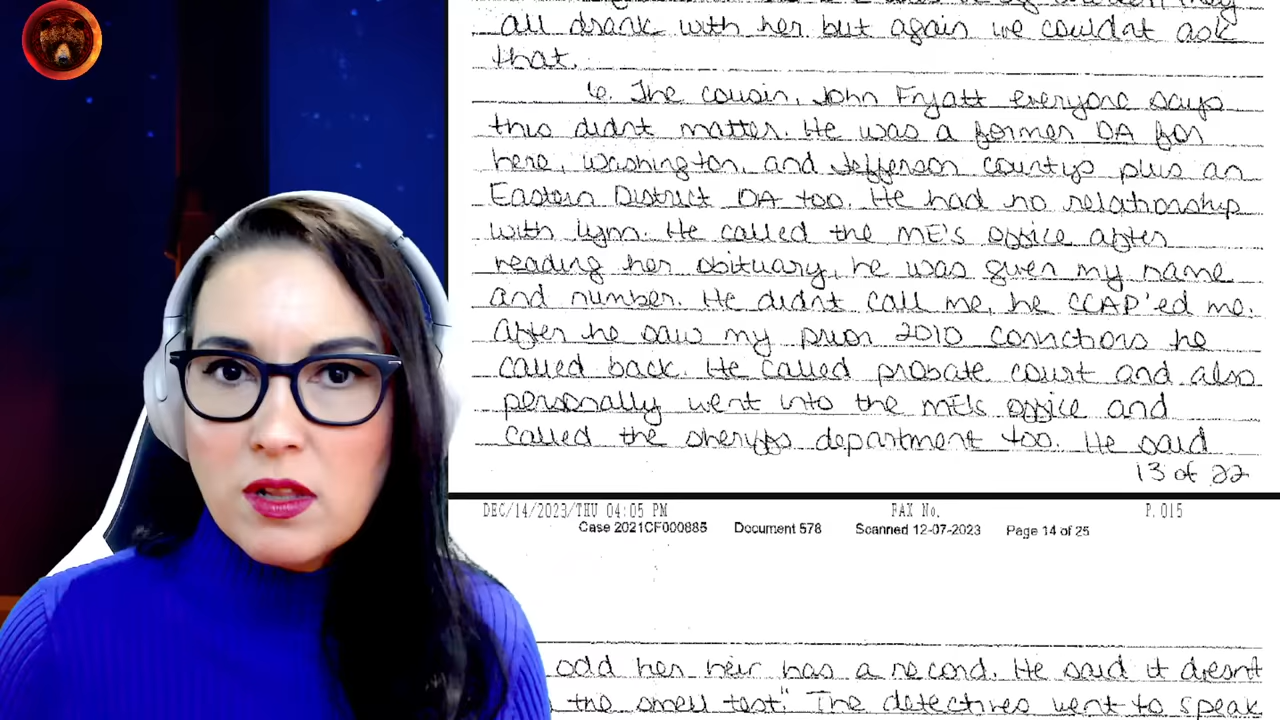 all drank with her but again we couldnt ask
that.
6. The cousin, John Fryatt everyone says
this didnt matter. He was a former DA for
here, Washington, and Jefferson countys plus an
Eastern District DA too. He had no relationship
with Lynn. He called the ME's office after
reading her obituary, he was given my name
and number. He didnt call me, he CCAP'ed me.
After he saw my prior 2010 convictions he
called back. He called probate court and also
personally went into the ME's office and
called the sheriffs department too. He said
13 of 22
DEC/14/2023/THU 04:05 PM FAX No. P.015
Case 2021CF000885 Document 578 Scanned 12-07-2023 Page 14 of 25
odd her heir has a record. He said it doesnt
the smell test." The detectives went to speak